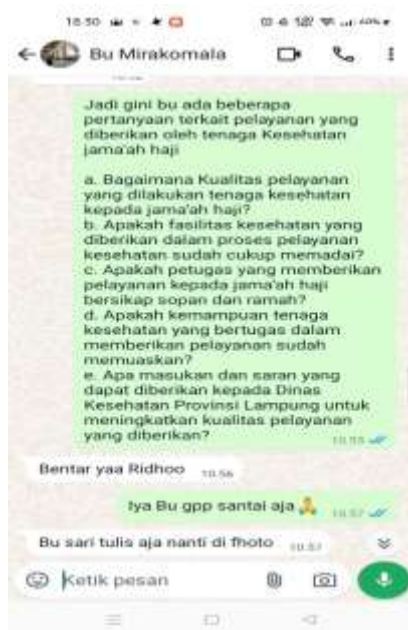 16.50
Bu Mirakomala
Jadi gini bu ada beberapa
pertanyaan terkait pelayanan yang
diberikan oleh tenaga Kesehatan
jama'ah haji
a. Bagaimana Kualitas pelayanan
yang dilakukan tenaga kesehatan
kepada jama'ah haji?
b. Apakah fasilitas kesehatan yang
diberikan dalam proses pelayanan
kesehatan sudah cukup memadai?
c. Apakah petugas yang memberikan
pelayanan kepada jama'ah haji
bersikap sopan dan ramah?
d. Apakah kemampuan tenaga
kesehatan yang bertugas dalam
memberikan pelayanan sudah
memuaskan?
e. Apa masukan dan saran yang
dapat diberikan kepada Dinas
Kesehatan Provinsi Lampung untuk
meningkatkan kualitas pelayanan
yang diberikan?
10.55
Bentar yaa Ridhoo 10.56
Iya Bu gpp santai aja 🙏 10.57
Bu sari tulis aja nanti di fhoto 10.57
Ketik pesan